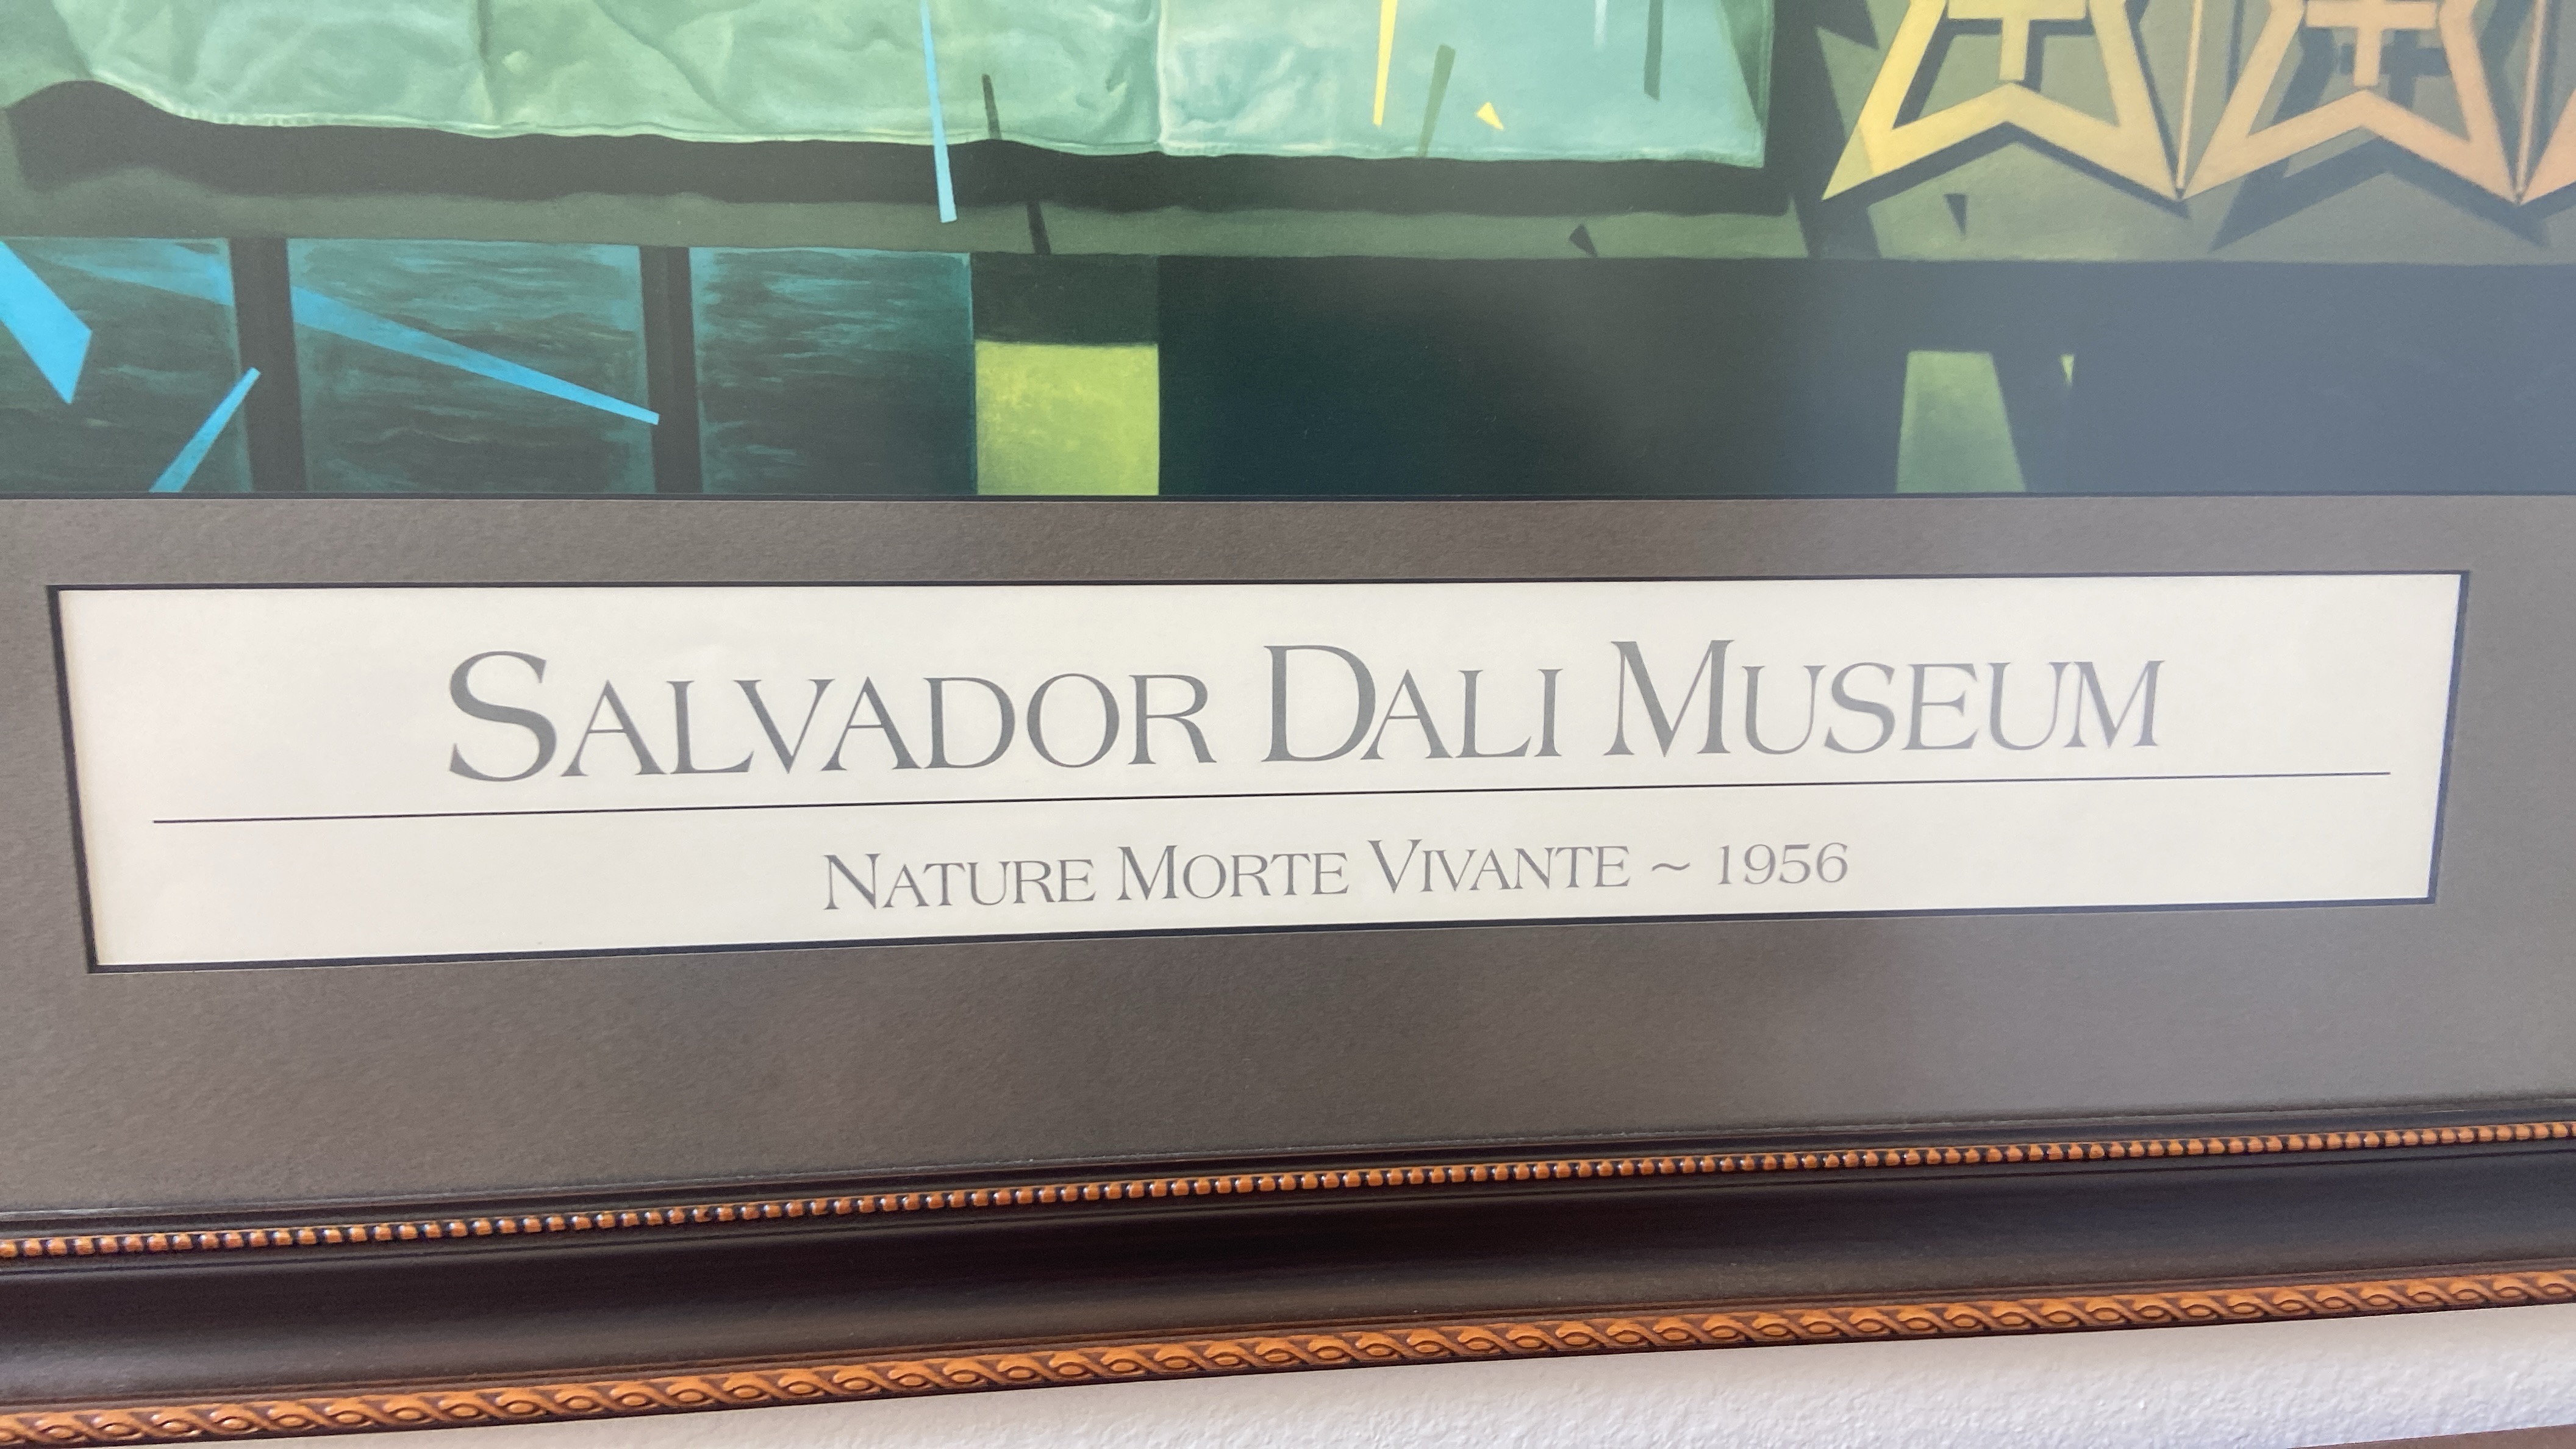 SALVADOR DALI MUSEUM
NATURE MORTE VIVANTE ~ 1956